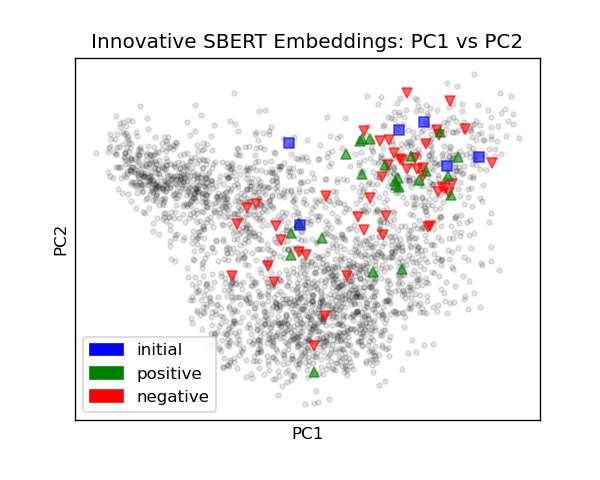 Innovative SBERT Embeddings: PC1 vs PC2
PC2
initial
positive
negative
PC1